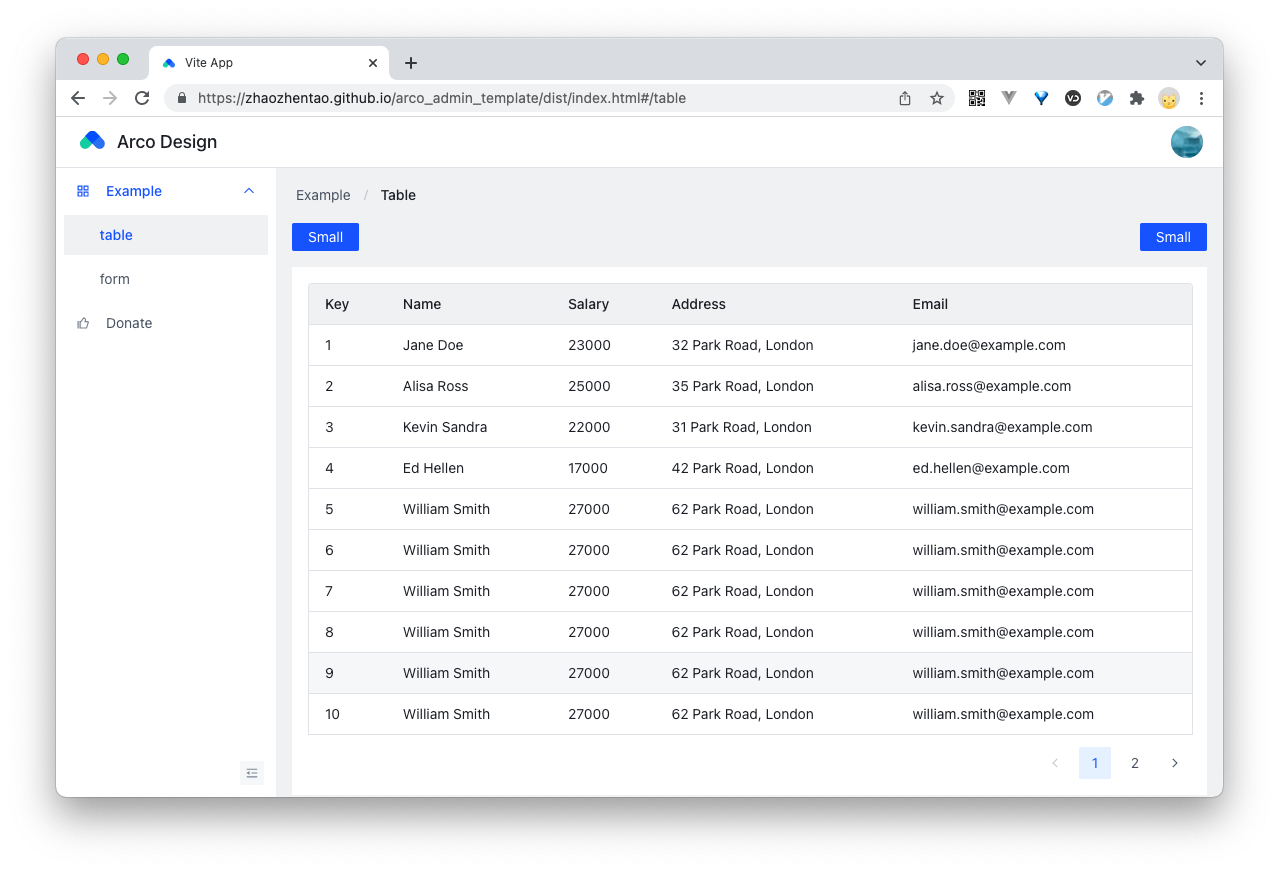 Vite App
https://zhaozhentao.github.io/arco_admin_template/dist/index.html#/table
Arco Design
Example
table
form
Donate
Example / Table
Small Small
Key Name Salary Address Email
1 Jane Doe 23000 32 Park Road, London jane.doe@example.com
2 Alisa Ross 25000 35 Park Road, London alisa.ross@example.com
3 Kevin Sandra 22000 31 Park Road, London kevin.sandra@example.com
4 Ed Hellen 17000 42 Park Road, London ed.hellen@example.com
5 William Smith 27000 62 Park Road, London william.smith@example.com
6 William Smith 27000 62 Park Road, London william.smith@example.com
7 William Smith 27000 62 Park Road, London william.smith@example.com
8 William Smith 27000 62 Park Road, London william.smith@example.com
9 William Smith 27000 62 Park Road, London william.smith@example.com
10 William Smith 27000 62 Park Road, London william.smith@example.com
1 2